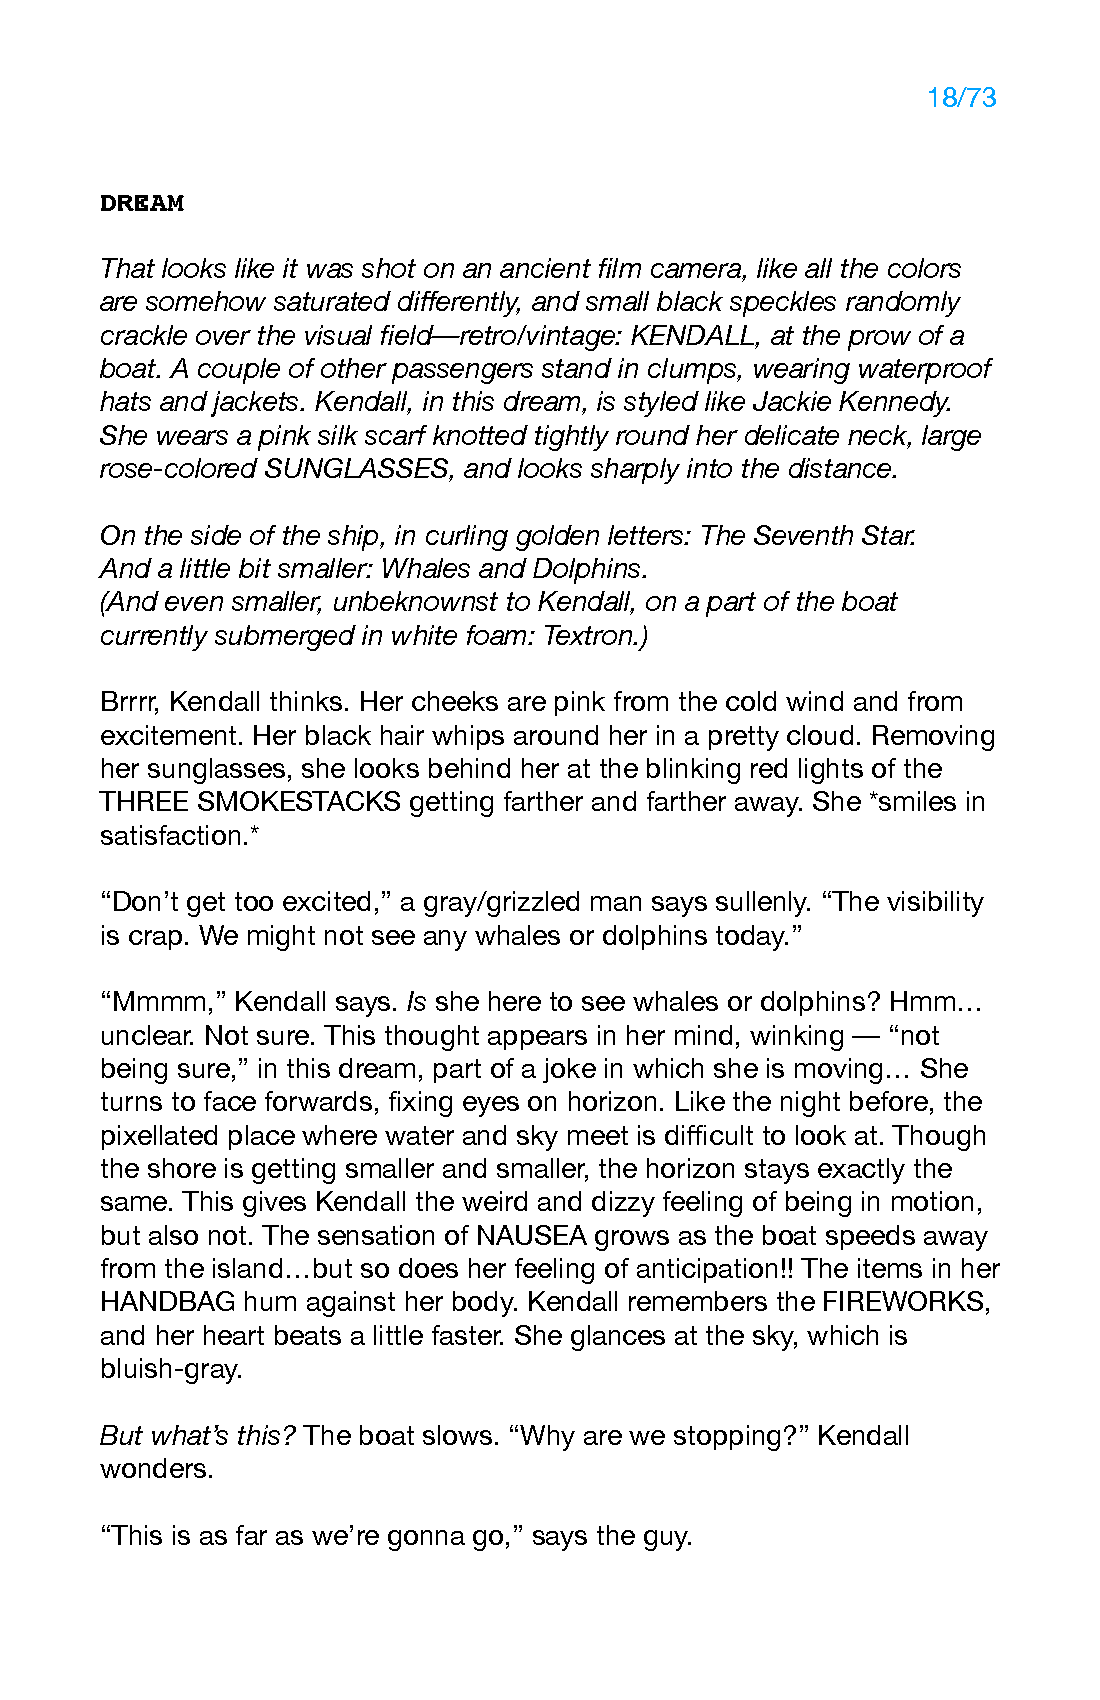 18/73
DREAM
That looks like it was shot on an ancient film camera, like all the colors
are somehow saturated differently, and small black speckles randomly
crackle over the visual field—retro/vintage: KENDALL, at the prow of a
boat. A couple of other passengers stand in clumps, wearing waterproof
hats and jackets. Kendall, in this dream, is styled like Jackie Kennedy.
She wears a pink silk scarf knotted tightly round her delicate neck, large
rose-colored SUNGLASSES, and looks sharply into the distance.
On the side of the ship, in curling golden letters: The Seventh Star.
And a little bit smaller: Whales and Dolphins.
(And even smaller, unbeknownst to Kendall, on a part of the boat
currently submerged in white foam: Textron.)
Brrrr, Kendall thinks. Her cheeks are pink from the cold wind and from
excitement. Her black hair whips around her in a pretty cloud. Removing
her sunglasses, she looks behind her at the blinking red lights of the
THREE SMOKESTACKS getting farther and farther away. She *smiles in
satisfaction.*
“Don’t get too excited,” a gray/grizzled man says sullenly. “The visibility
is crap. We might not see any whales or dolphins today.”
“Mmmm,” Kendall says. Is she here to see whales or dolphins? Hmm…
unclear. Not sure. This thought appears in her mind, winking — “not
being sure,” in this dream, part of a joke in which she is moving… She
turns to face forwards, fixing eyes on horizon. Like the night before, the
pixellated place where water and sky meet is difficult to look at. Though
the shore is getting smaller and smaller, the horizon stays exactly the
same. This gives Kendall the weird and dizzy feeling of being in motion,
but also not. The sensation of NAUSEA grows as the boat speeds away
from the island…but so does her feeling of anticipation!! The items in her
HANDBAG hum against her body. Kendall remembers the FIREWORKS,
and her heart beats a little faster. She glances at the sky, which is
bluish-gray.
But what’s this? The boat slows. “Why are we stopping?” Kendall
wonders.
“This is as far as we’re gonna go,” says the guy.